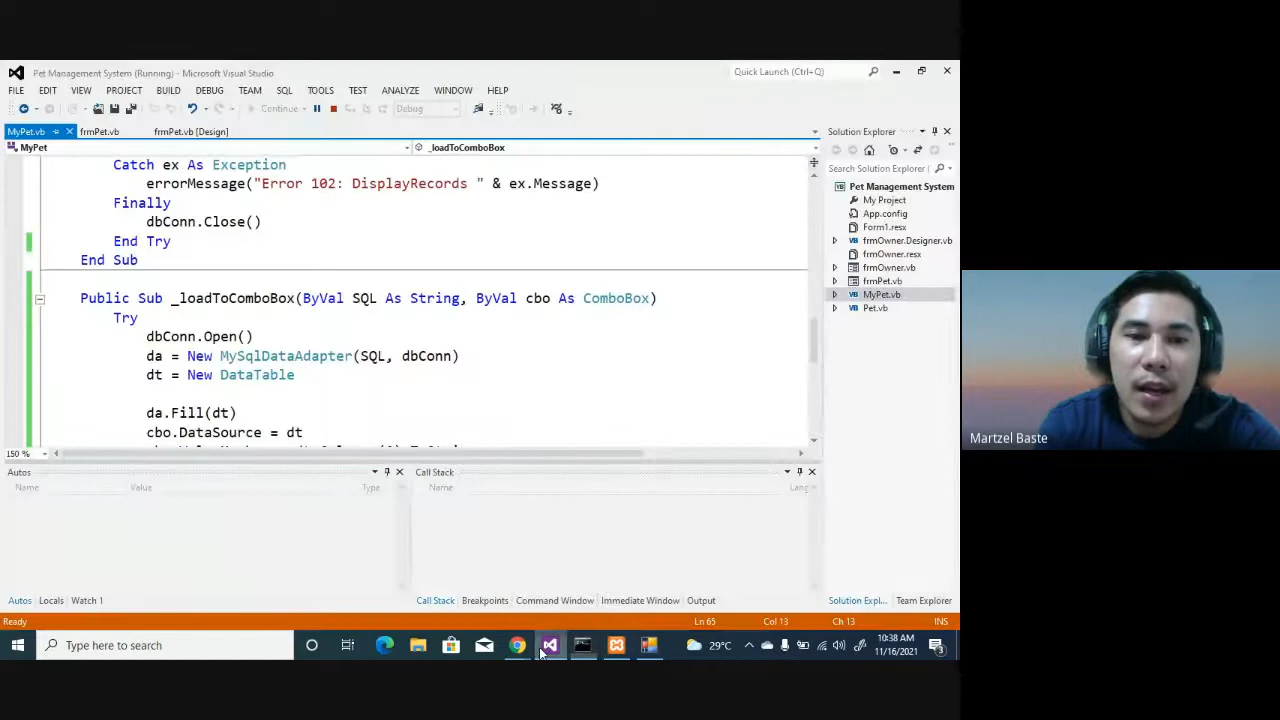 Pet Management System (Running) - Microsoft Visual Studio
Quick Launch (Ctrl+Q)
FILE EDIT VIEW PROJECT BUILD DEBUG TEAM SQL TOOLS TEST ANALYZE WINDOW HELP
Continue Debug
MyPet.vb frmPet.vb frmPet.vb [Design]
MyPet _loadToComboBox
Catch ex As Exception
errorMessage("Error 102: DisplayRecords " & ex.Message)
Finally
dbConn.Close()
End Try
End Sub
Public Sub _loadToComboBox(ByVal SQL As String, ByVal cbo As ComboBox)
Try
dbConn.Open()
da = New MySqlDataAdapter(SQL, dbConn)
dt = New DataTable
da.Fill(dt)
cbo.DataSource = dt
150 %
Solution Explorer
Search Solution Explorer
Pet Management System
My Project
App.config
Form1.resx
frmOwner.Designer.vb
frmOwner.resx
frmOwner.vb
frmPet.vb
MyPet.vb
Pet.vb
Autos
Name Value Type
Call Stack
Name Lang
Autos Locals Watch 1
Call Stack Breakpoints Command Window Immediate Window Output
Solution Expl... Team Explorer
Ready Ln 65 Col 13 Ch 13 INS
Type here to search
29°C
10:38 AM
11/16/2021
3
Martzel Baste